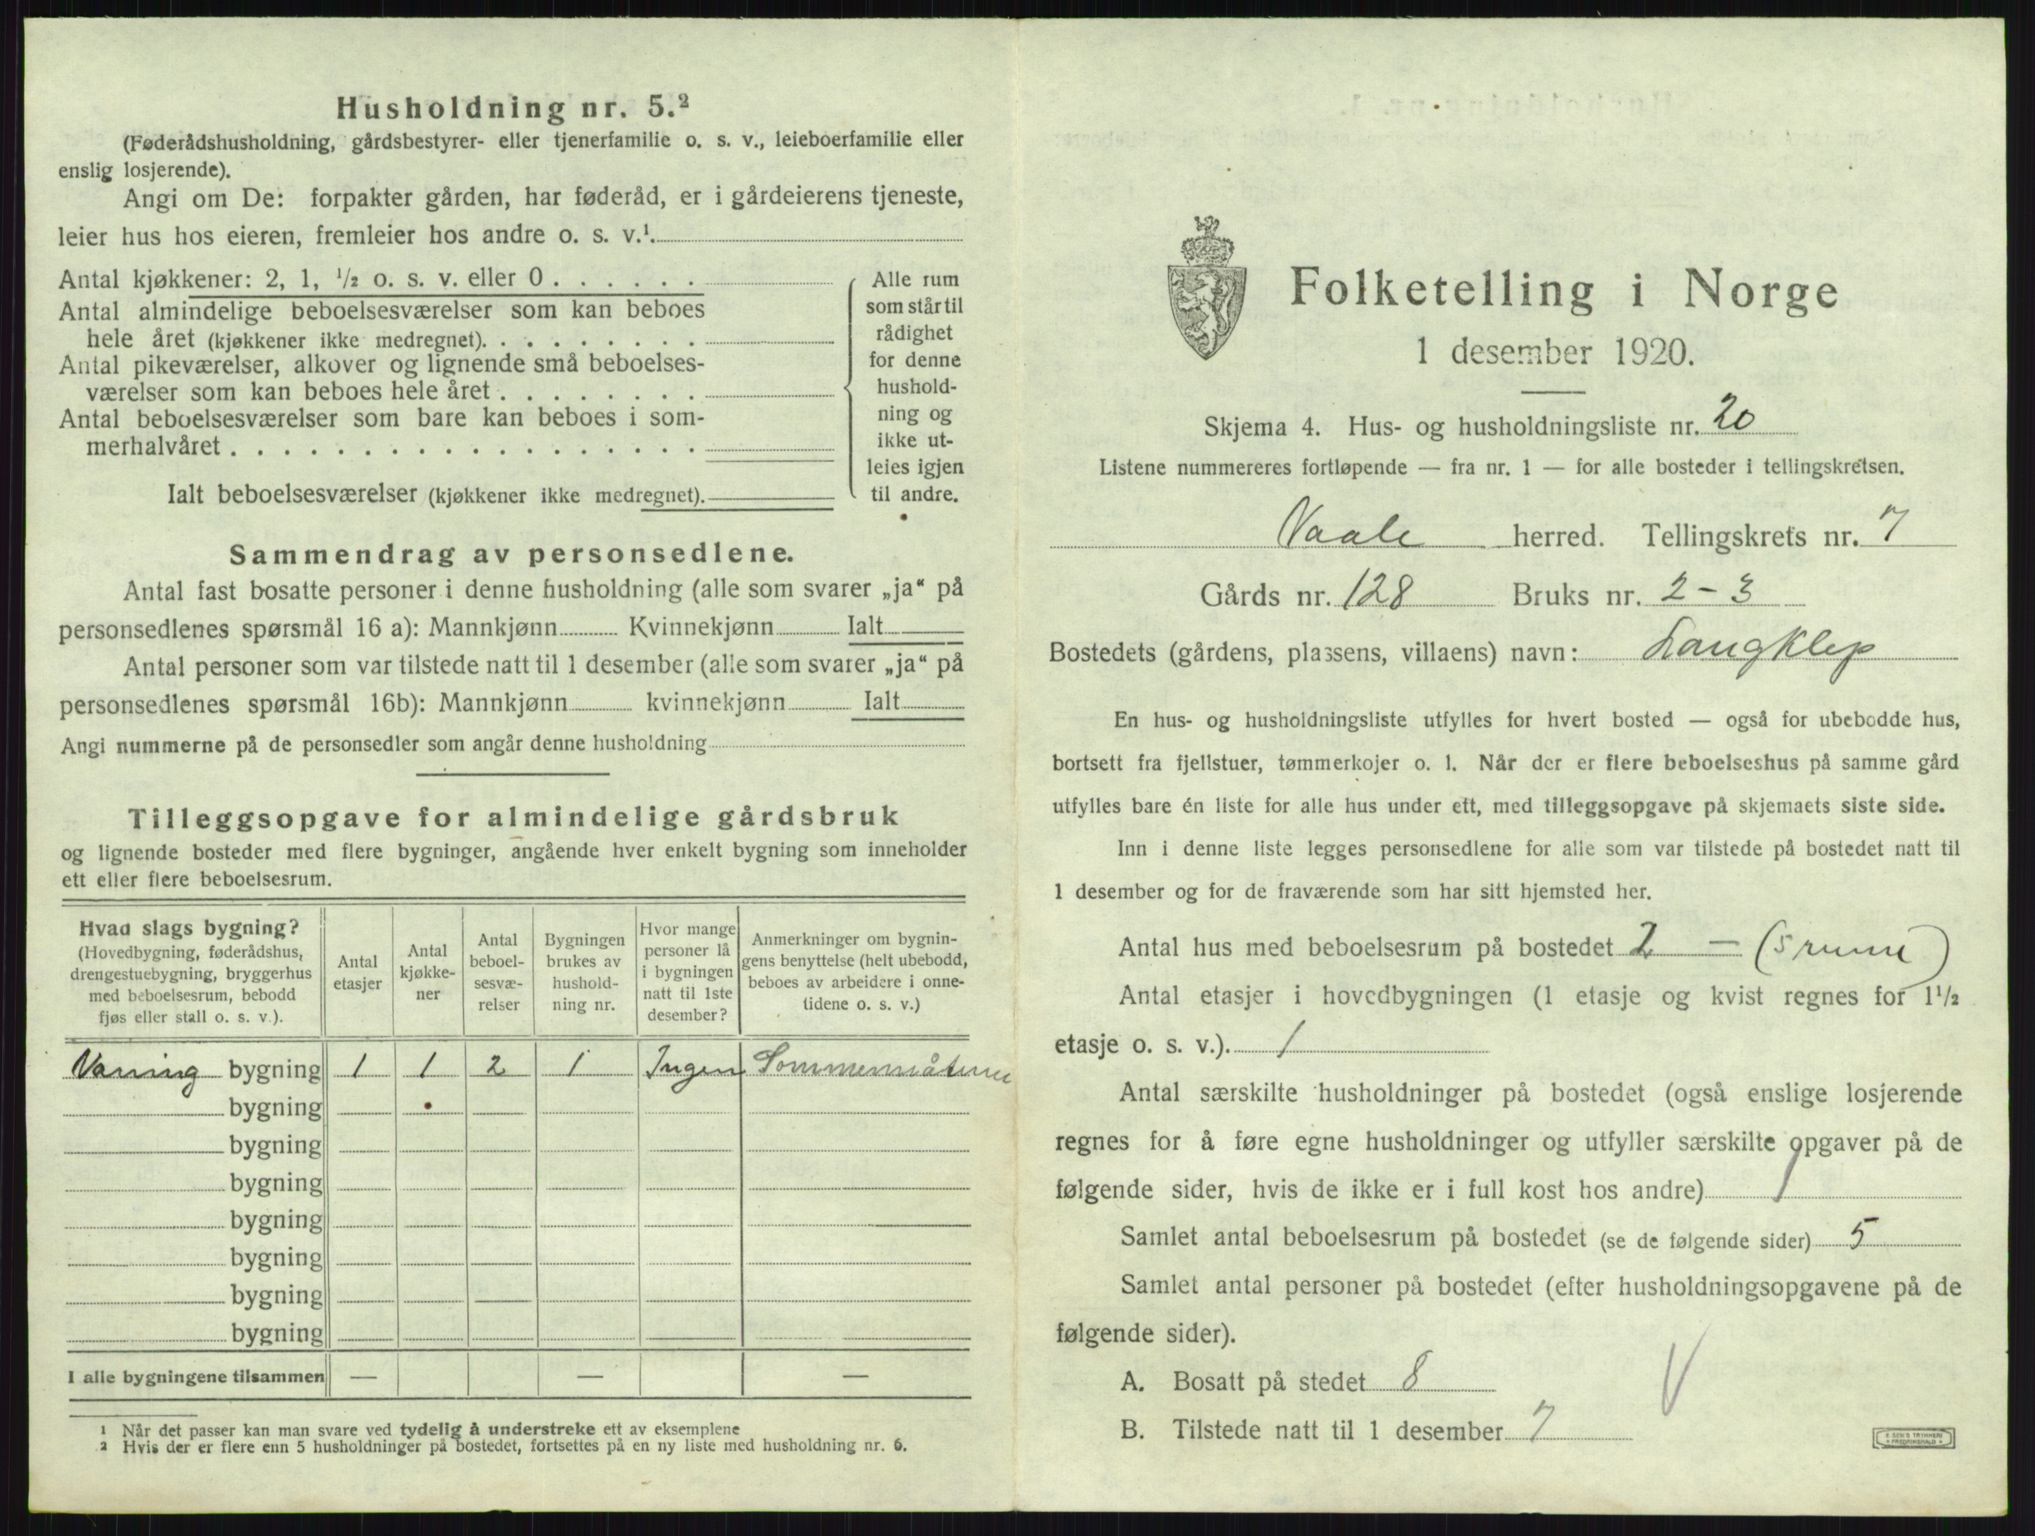 Husholdning nr. 5.²
(Føderådshusholdning, gårdsbestyrer- eller tjenerfamilie o. s. v., leieboerfamilie eller
enslig losjerende).
Angi om De: forpakter gården, har føderåd, er i gårdeierens tjeneste,
leier hus hos eieren, fremleier hos andre o. s. v.¹.
Antal kjøkkener: 2, 1, ½ o. s. v. eller 0 . . . . . .
Antal almindelige beboelsesværelser som kan beboes
hele året (kjøkkener ikke medregnet). . . . . . . . .
Antal pikeværelser, alkover og lignende små beboelses-
værelser som kan beboes hele året . . . . . . . .
Antal beboelsesværelser som bare kan beboes i som-
merhalvåret . . . . . . . . . . . . . . . . . .
Ialt beboelsesværelser (kjøkkener ikke medregnet).
Alle rum
som står til
rådighet
for denne
hushold-
ning og
ikke ut-
leies igjen
til andre.
Sammendrag av personsedlene.
Antal fast bosatte personer i denne husholdning (alle som svarer „ja“ på
personsedlenes spørsmål 16 a): Mannkjønn Kvinnekjønn Ialt
Antal personer som var tilstede natt til 1 desember (alle som svarer „ja“ på
personsedlenes spørsmål 16b): Mannkjønn kvinnekjønn Ialt
Angi nummerne på de personsedler som angår denne husholdning
Tilleggsopgave for almindelige gårdsbruk
og lignende bosteder med flere bygninger, angående hver enkelt bygning som inneholder
ett eller flere beboelsesrum.
Hvad slags bygning?
(Hovedbygning, føderådshus,
drengestuebygning, bryggerhus
med beboelsesrum, bebodd
fjøs eller stall o. s. v.).
Antal
etasjer
Antal
kjøkke-
ner
Antal
beboel-
sesvæ-
relser
Bygningen
brukes av
hushold-
ning nr.
Hvor mange
personer lå
i bygningen
natt til 1ste
desember?
Anmerkninger om bygnin-
gens benyttelse (helt ubebodd,
beboes av arbeidere i onne-
tidene o. s. v.)
Vaning bygning 1 1 2 1 Ingen
bygning
bygning
bygning
bygning
bygning
bygning
bygning
I alle bygningene tilsammen — — —
¹ Når det passer kan man svare ved tydelig å understreke ett av eksemplene
² Hvis der er flere enn 5 husholdninger på bostedet, fortsettes på en ny liste med husholdning nr. 6.
Folketelling i Norge
1 desember 1920.
Skjema 4. Hus- og husholdningsliste nr. 20
Listene nummereres fortløpende — fra nr. 1 — for alle bosteder i tellingskretsen.
Vaale herred. Tellingskrets nr. 7
Gårds nr. 128 Bruks nr. 2-3
Bostedets (gårdens, plassens, villaens) navn: Langklep
En hus- og husholdningsliste utfylles for hvert bosted — også for ubebodde hus,
bortsett fra fjellstuer, tømmerkojer o. l. Når der er flere beboelseshus på samme gård
utfylles bare én liste for alle hus under ett, med tilleggsopgave på skjemaets siste side.
Inn i denne liste legges personsedlene for alle som var tilstede på bostedet natt til
1 desember og for de fraværende som har sitt hjemsted her.
Antal hus med beboelsesrum på bostedet 2 — (5 rum)
Antal etasjer i hovedbygningen (1 etasje og kvist regnes for 1½
etasje o. s. v.). 1
Antal særskilte husholdninger på bostedet (også enslige losjerende
regnes for å føre egne husholdninger og utfyller særskilte opgaver på de
følgende sider, hvis de ikke er i full kost hos andre) 1
Samlet antal beboelsesrum på bostedet (se de følgende sider) 5
Samlet antal personer på bostedet (efter husholdningsopgavene på de
følgende sider).
A. Bosatt på stedet 8
B. Tilstede natt til 1 desember 7